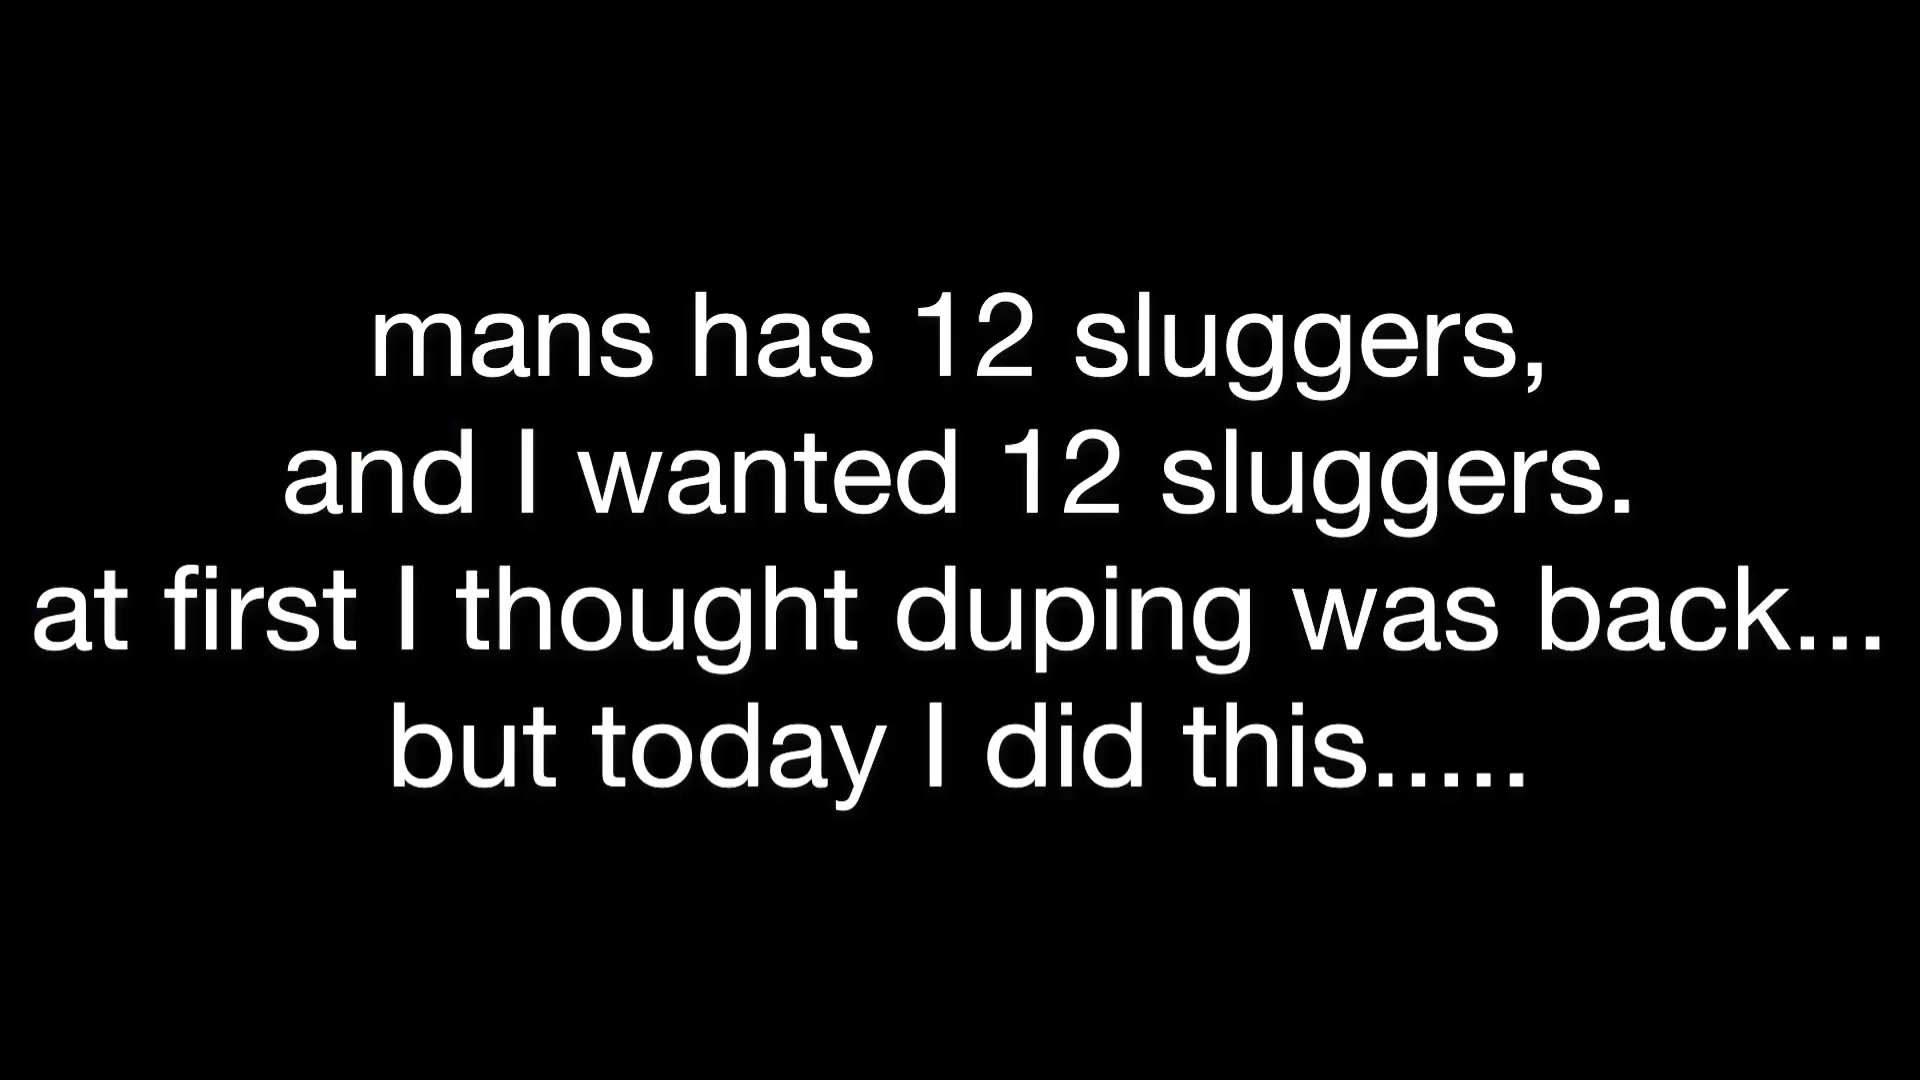 mans has 12 sluggers,
and I wanted 12 sluggers.
at first I thought duping was back...
but today I did this.....